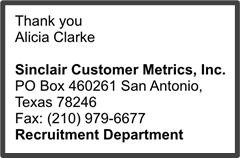 Thank you
Alicia Clarke

Sinclair Customer Metrics, Inc.
PO Box 460261 San Antonio,
Texas 78246
Fax: (210) 979-6677
Recruitment Department